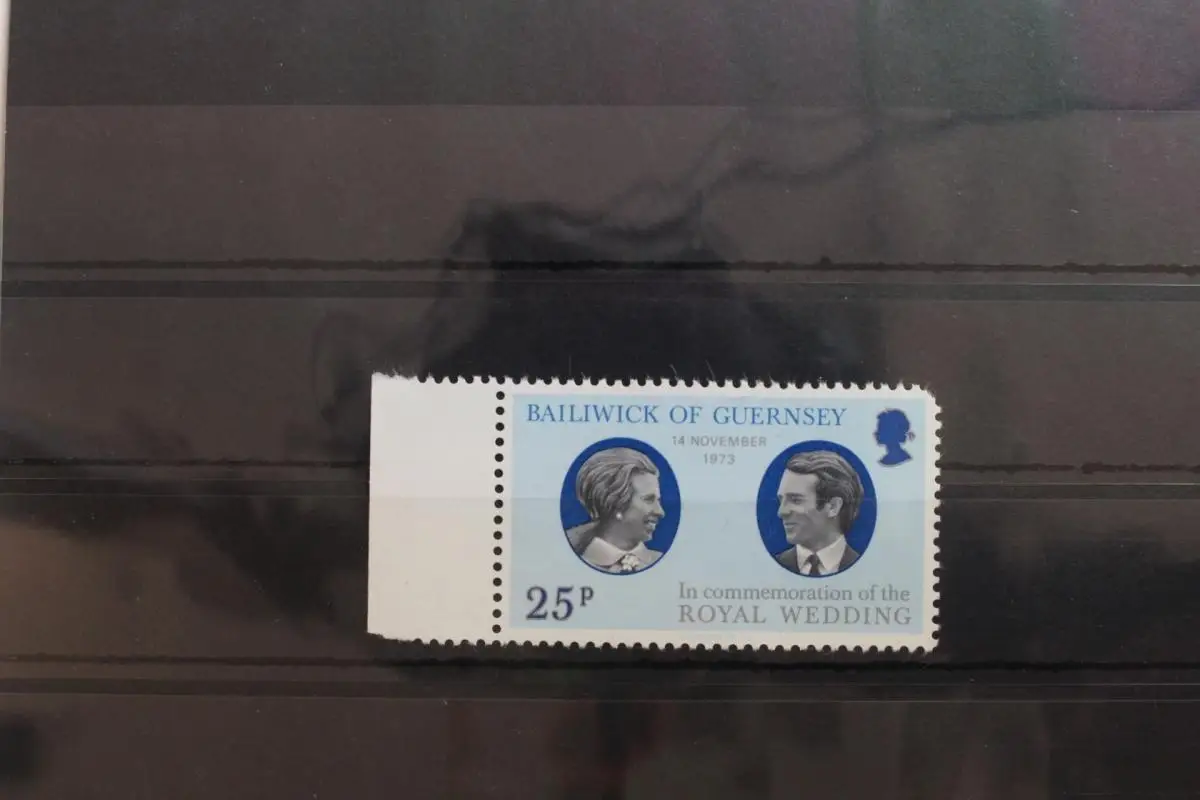 BAILIWICK OF GUERNSEY
14 NOVEMBER
1973
25P
In commemoration of the
ROYAL WEDDING